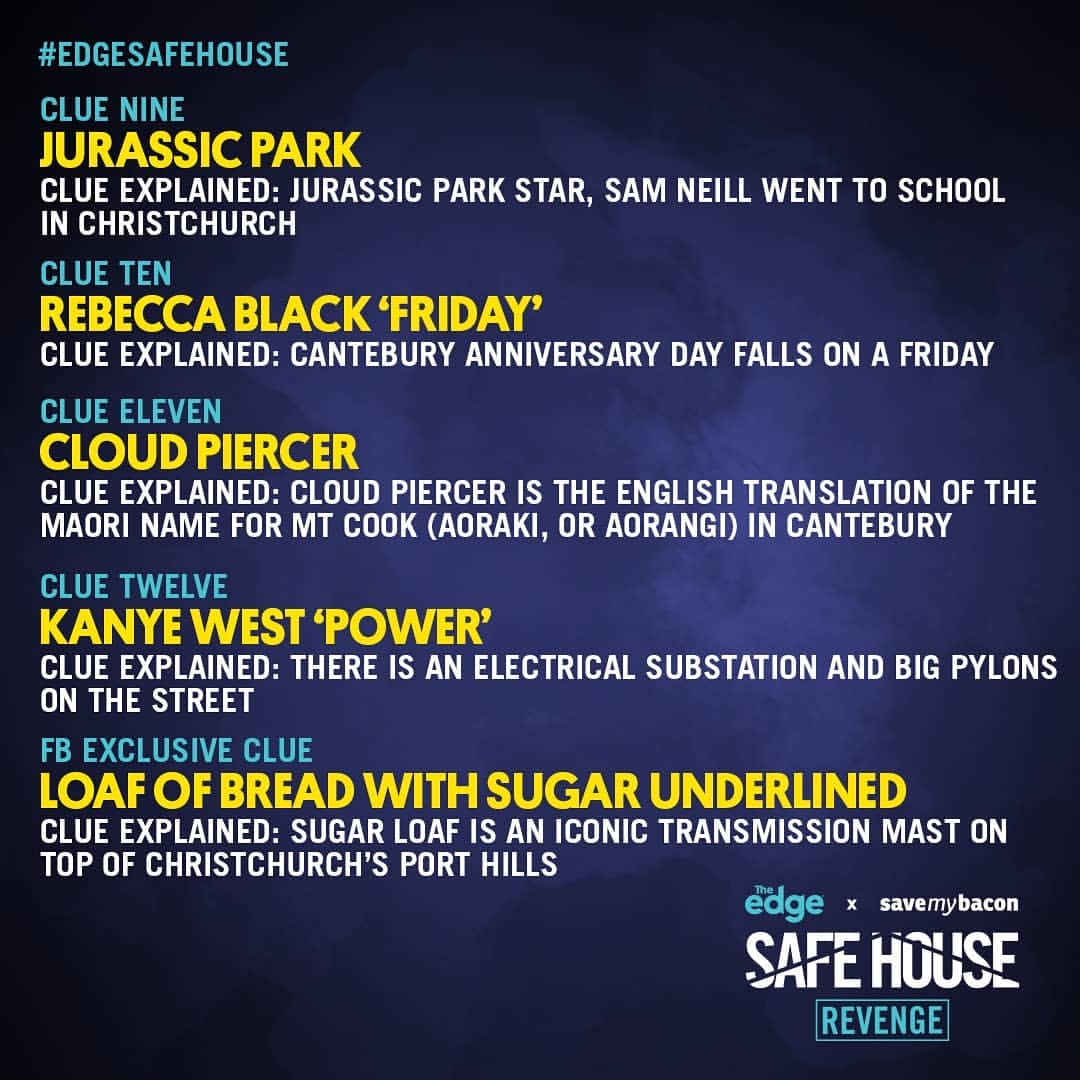 #EDGESAFEHOUSE
CLUE NINE
JURASSIC PARK
CLUE EXPLAINED: JURASSIC PARK STAR, SAM NEILL WENT TO SCHOOL
IN CHRISTCHURCH
CLUE TEN
REBECCA BLACK ‘FRIDAY’
CLUE EXPLAINED: CANTEBURY ANNIVERSARY DAY FALLS ON A FRIDAY
CLUE ELEVEN
CLOUD PIERCER
CLUE EXPLAINED: CLOUD PIERCER IS THE ENGLISH TRANSLATION OF THE
MAORI NAME FOR MT COOK (AORAKI, OR AORANGI) IN CANTEBURY
CLUE TWELVE
KANYE WEST ‘POWER’
CLUE EXPLAINED: THERE IS AN ELECTRICAL SUBSTATION AND BIG PYLONS
ON THE STREET
FB EXCLUSIVE CLUE
LOAF OF BREAD WITH SUGAR UNDERLINED
CLUE EXPLAINED: SUGAR LOAF IS AN ICONIC TRANSMISSION MAST ON
TOP OF CHRISTCHURCH’S PORT HILLS
The edge x savemybacon
SAFE HOUSE
REVENGE